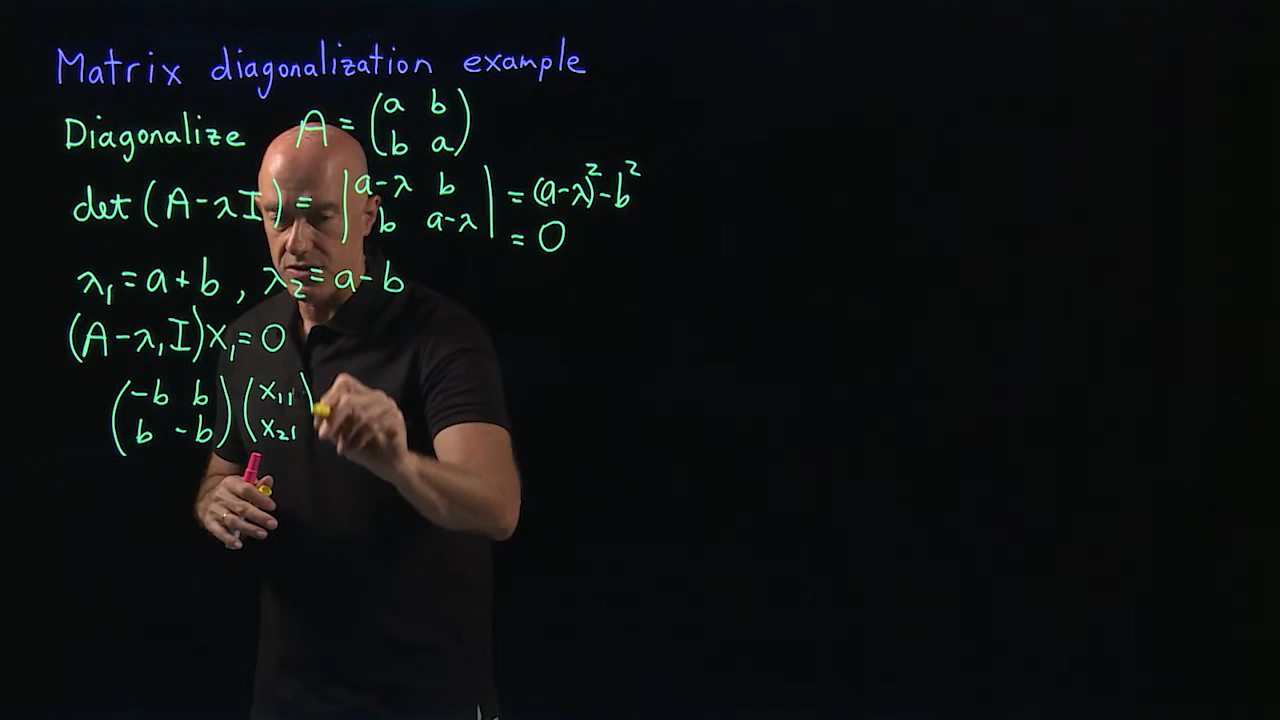 Matrix diagonalization example
Diagonalize A = (a b
b a)
det (A-λI) = |a-λ b
b a-λ| = (a-λ)² - b²
= 0
λ₁ = a + b , λ₂ = a - b
(A-λ₁I)x₁ = 0
(-b b
b -b) (x₁₁
x₂₁)